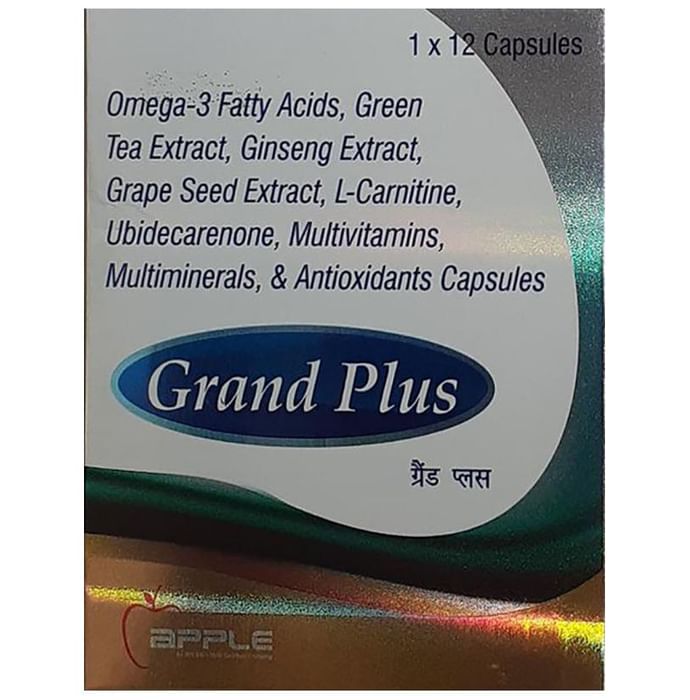 1 x 12 Capsules
Omega-3 Fatty Acids, Green
Tea Extract, Ginseng Extract,
Grape Seed Extract, L-Carnitine,
Ubidecarenone, Multivitamins,
Multiminerals, & Antioxidants Capsules
Grand Plus
ग्रैंड प्लस
APPLE